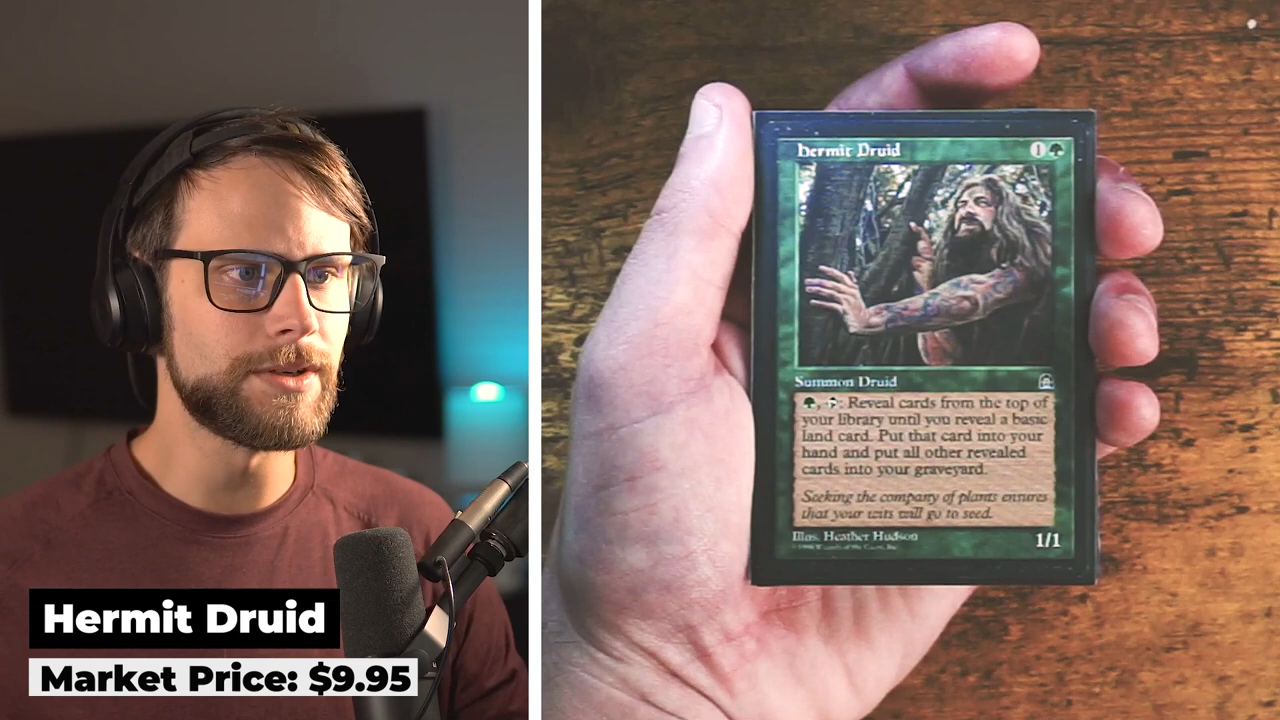 Hermit Druid
Market Price: $9.95
Hermit Druid 1
Summon Druid
: Reveal cards from the top of
your library until you reveal a basic
land card. Put that card into your
hand and put all other revealed
cards into your graveyard.
Seeking the company of plants ensures
that your wits will go to seed.
Illus. Heather Hudson
1/1